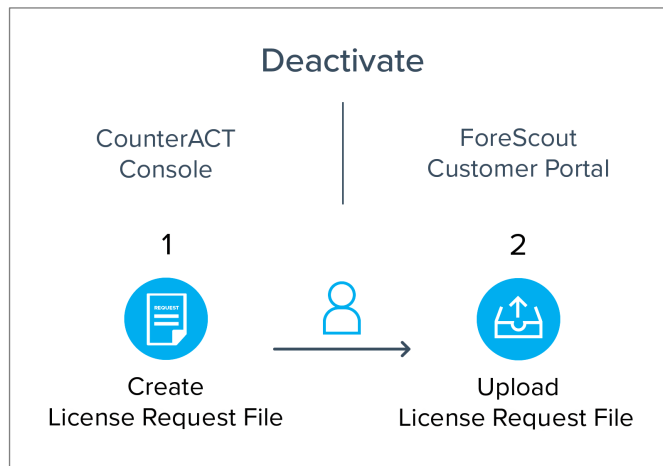 Deactivate
CounterACT
Console
ForeScout
Customer Portal
1
2
REQUEST
Create
License Request File
Upload
License Request File